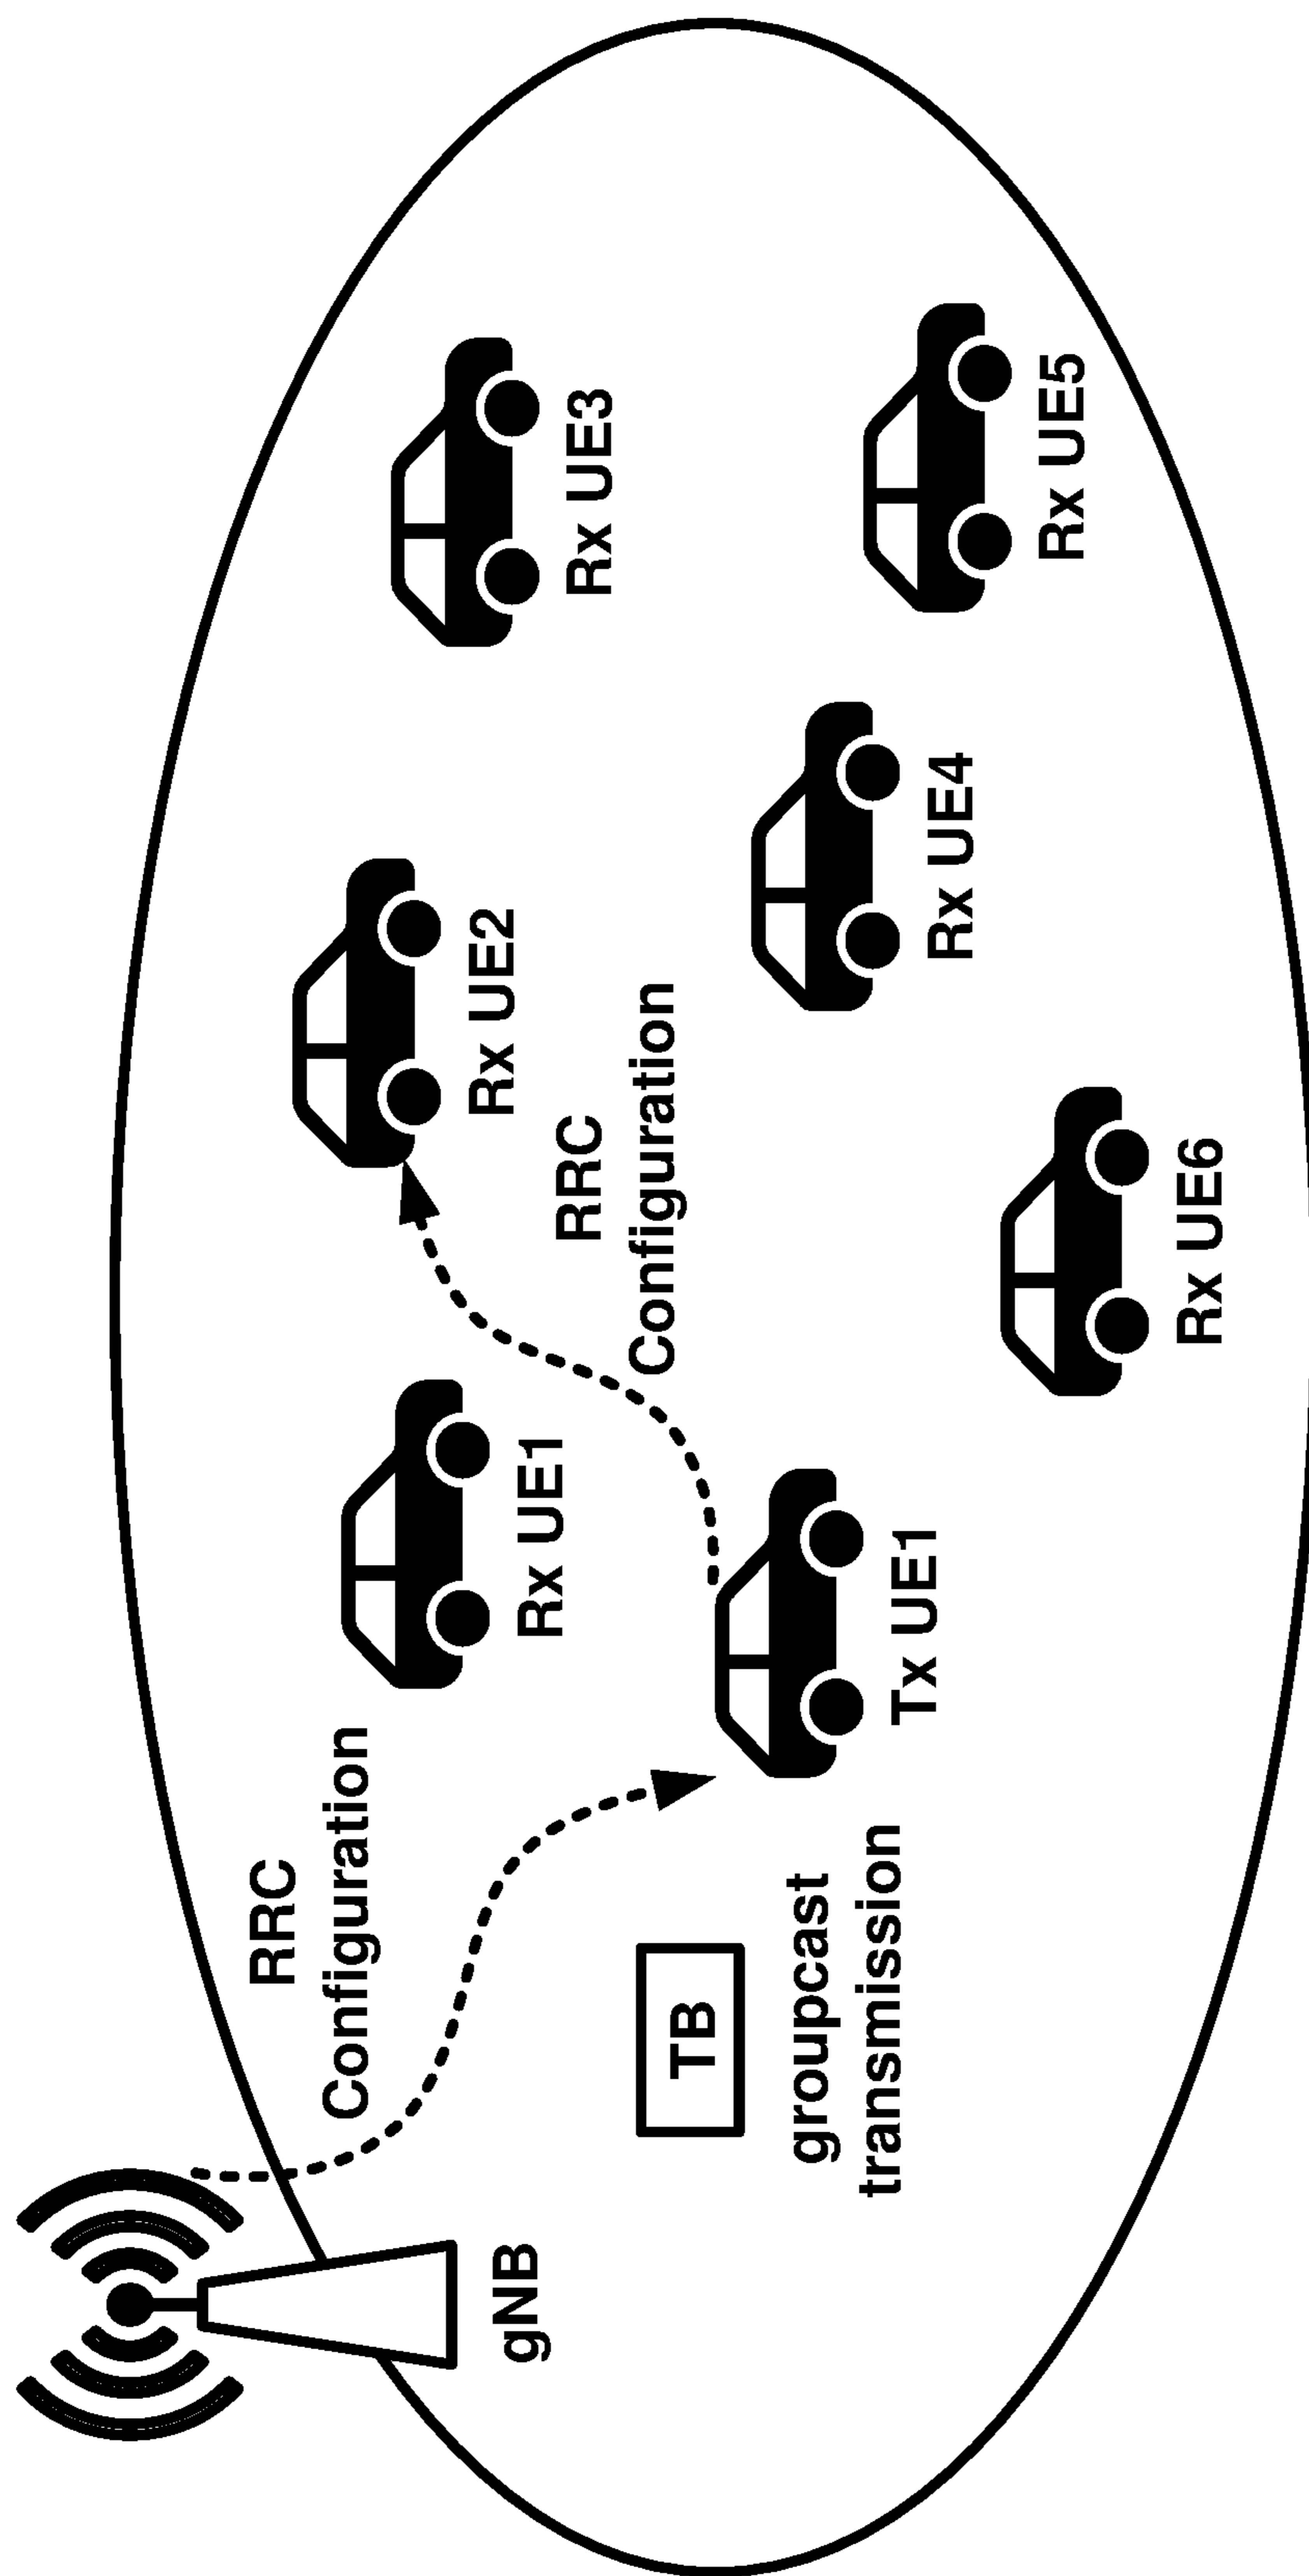 gNB
RRC
Configuration
TB
groupcast
transmission
Rx UE1
Tx UE1
RRC
Configuration
Rx UE2
Rx UE3
Rx UE4
Rx UE5
Rx UE6